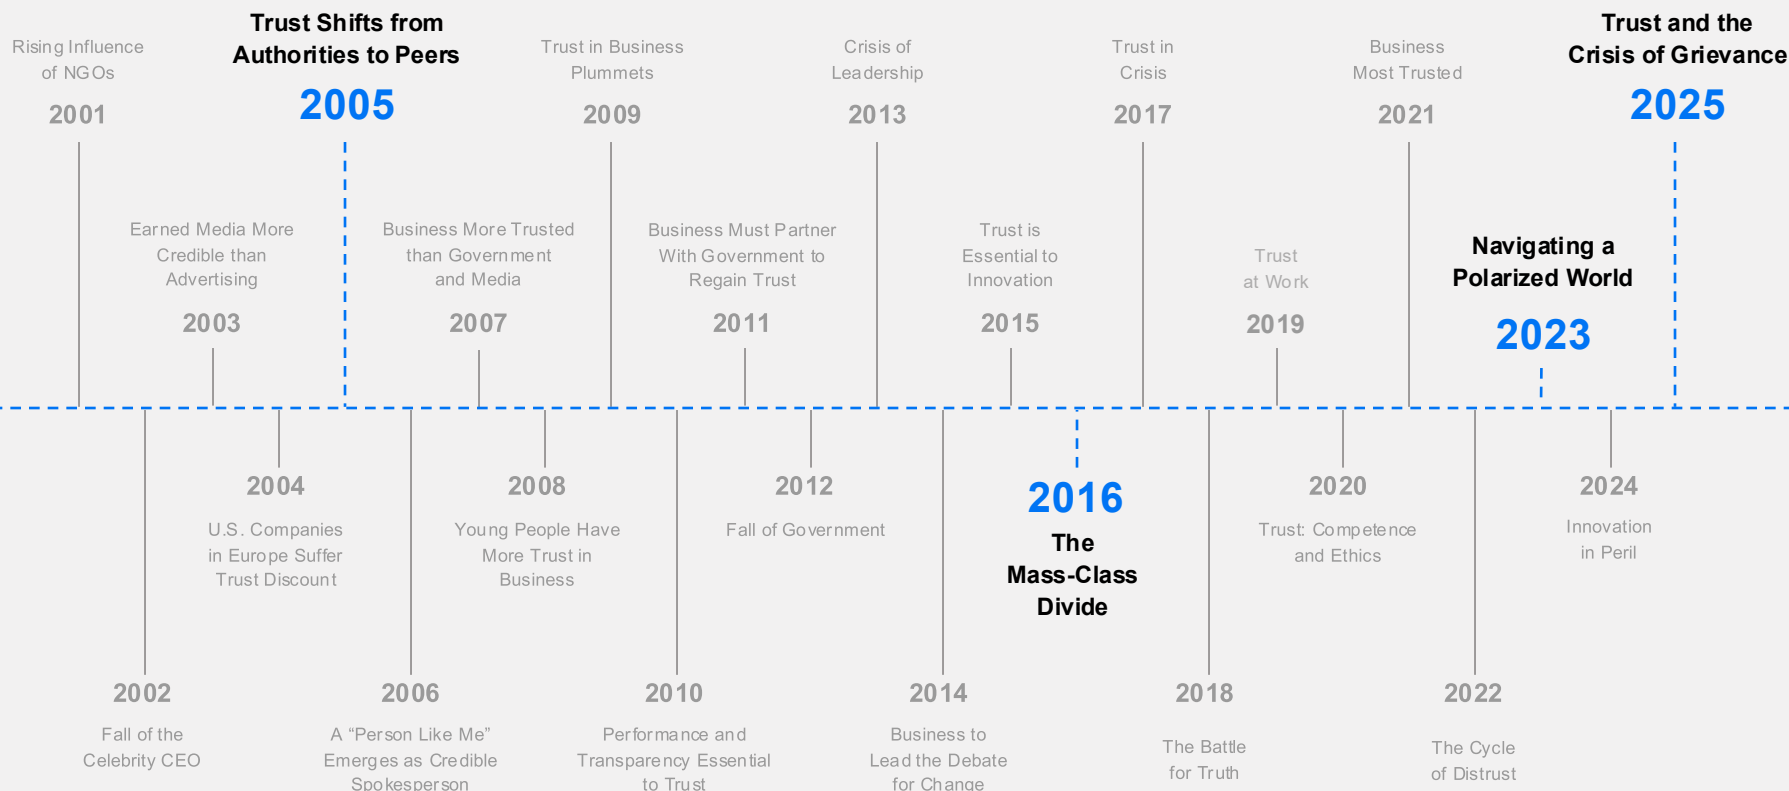 Rising Influence
of NGOs
2001
Trust Shifts from
Authorities to Peers
2005
Trust in Business
Plummets
2009
Crisis of
Leadership
2013
Trust in
Crisis
2017
Business
Most Trusted
2021
Trust and the
Crisis of Grievance
2025
Earned Media More
Credible than
Advertising
2003
Business More Trusted
than Government
and Media
2007
Business Must Partner
With Government to
Regain Trust
2011
Trust is
Essential to
Innovation
2015
Trust
at Work
2019
Navigating a
Polarized World
2023
2004
U.S. Companies
in Europe Suffer
Trust Discount
2008
Young People Have
More Trust in
Business
2012
Fall of Government
2016
The
Mass-Class
Divide
2020
Trust: Competence
and Ethics
2024
Innovation
in Peril
2002
Fall of the
Celebrity CEO
2006
A “Person Like Me”
Emerges as Credible
Spokesperson
2010
Performance and
Transparency Essential
to Trust
2014
Business to
Lead the Debate
for Change
2018
The Battle
for Truth
2022
The Cycle
of Distrust